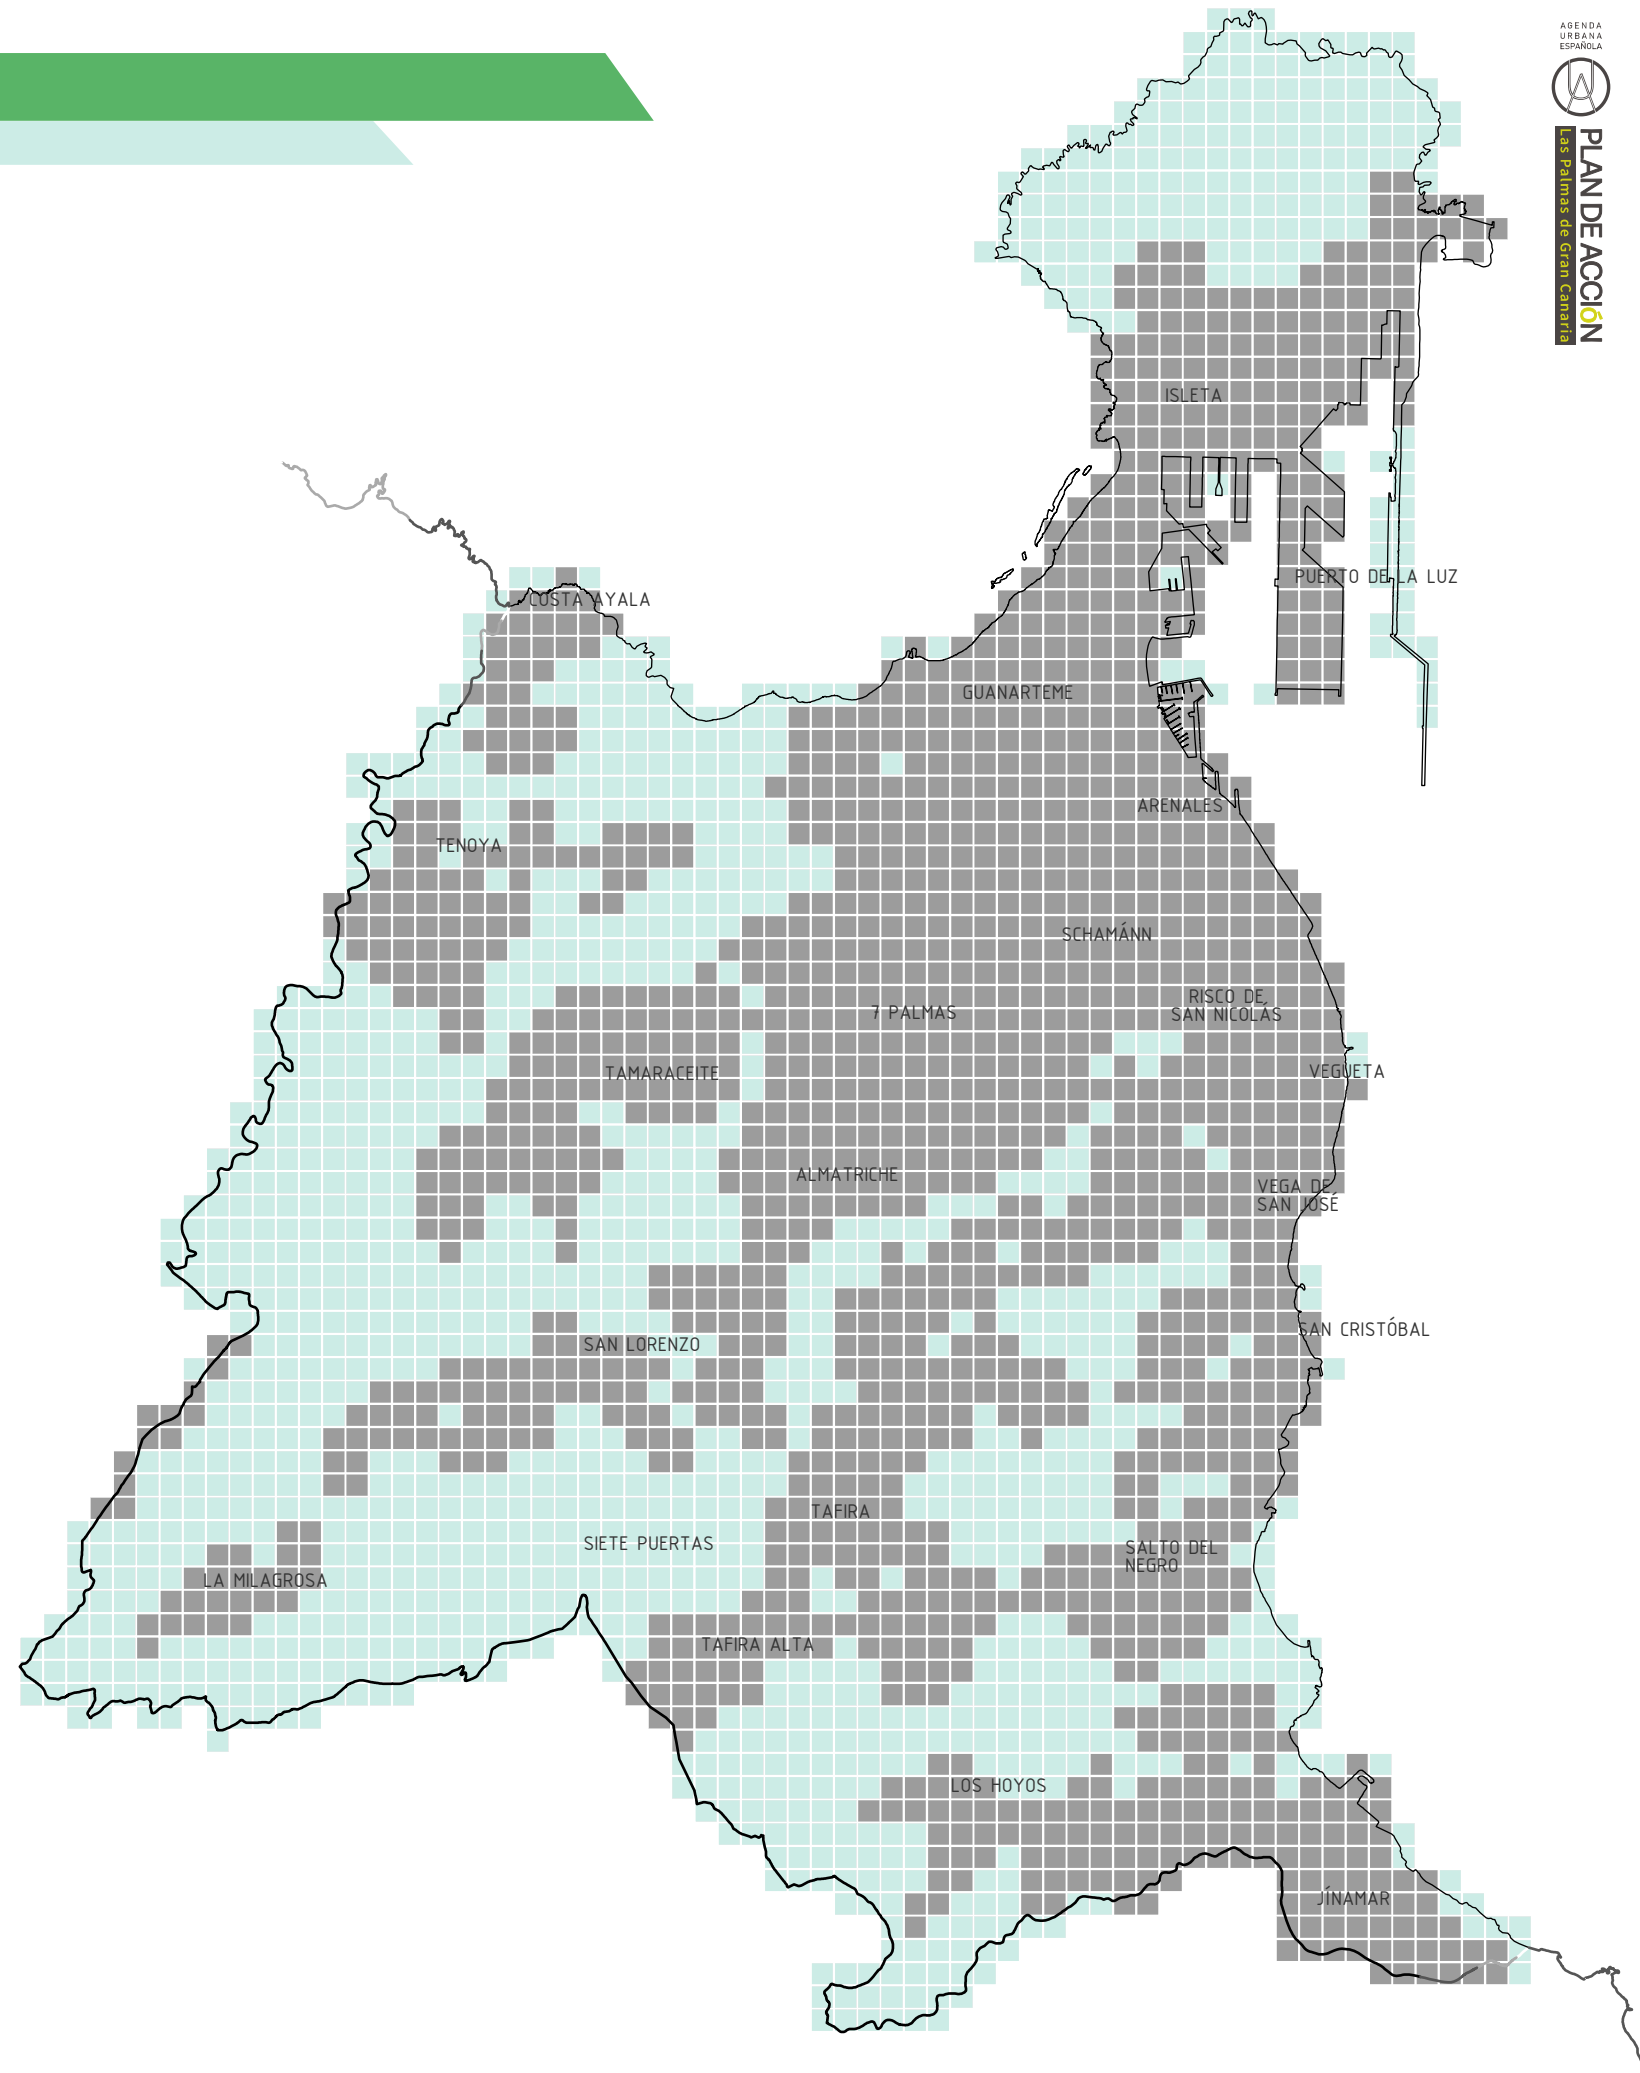 AGENDA
URBANA
ESPAÑOLA
PLAN DE ACCIÓN
Las Palmas de Gran Canaria
ISLETA
PUERTO DE LA LUZ
COSTA AYALA
GUANARTEME
ARENALES
TENOYA
SCHAMÁNN
7 PALMAS
RISCO DE
SAN NICOLÁS
TAMARACEITE
VEGUETA
ALMATRICHE
VEGA DE
SAN JOSÉ
SAN CRISTÓBAL
SAN LORENZO
TAFIRA
SIETE PUERTAS
SALTO DEL
NEGRO
LA MILAGROSA
TAFIRA ALTA
LOS HOYOS
JÍNAMAR